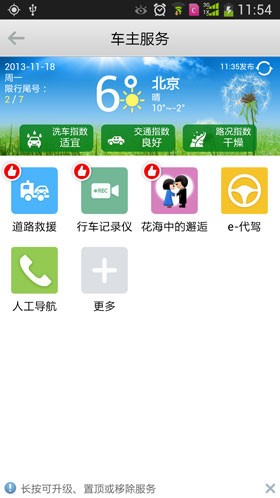 11:54
车主服务
2013-11-18
周一
限行尾号：
2 / 7
6°
北京
晴
10°~-2°
11:35发布
洗车指数
适宜
交通指数
良好
路况指数
干燥
道路救援
REC
行车记录仪
花海中的邂逅
e-代驾
人工导航
更多
长按可升级、置顶或移除服务